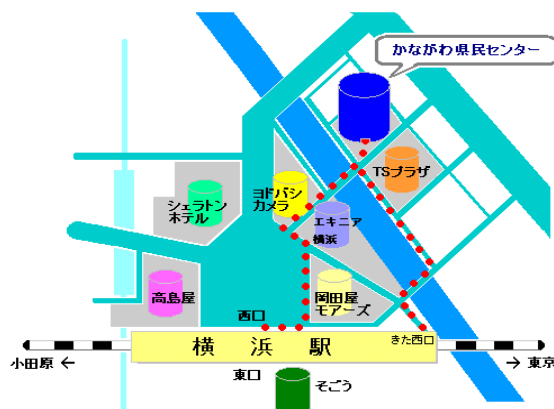 かながわ県民センター
TSプラザ
ヨドバシ
カメラ
シェラトン
ホテル
エキニア
横浜
高島屋
岡田屋
モアーズ
西口
きた西口
横浜駅
小田原 ←
→ 東京
東口
そごう